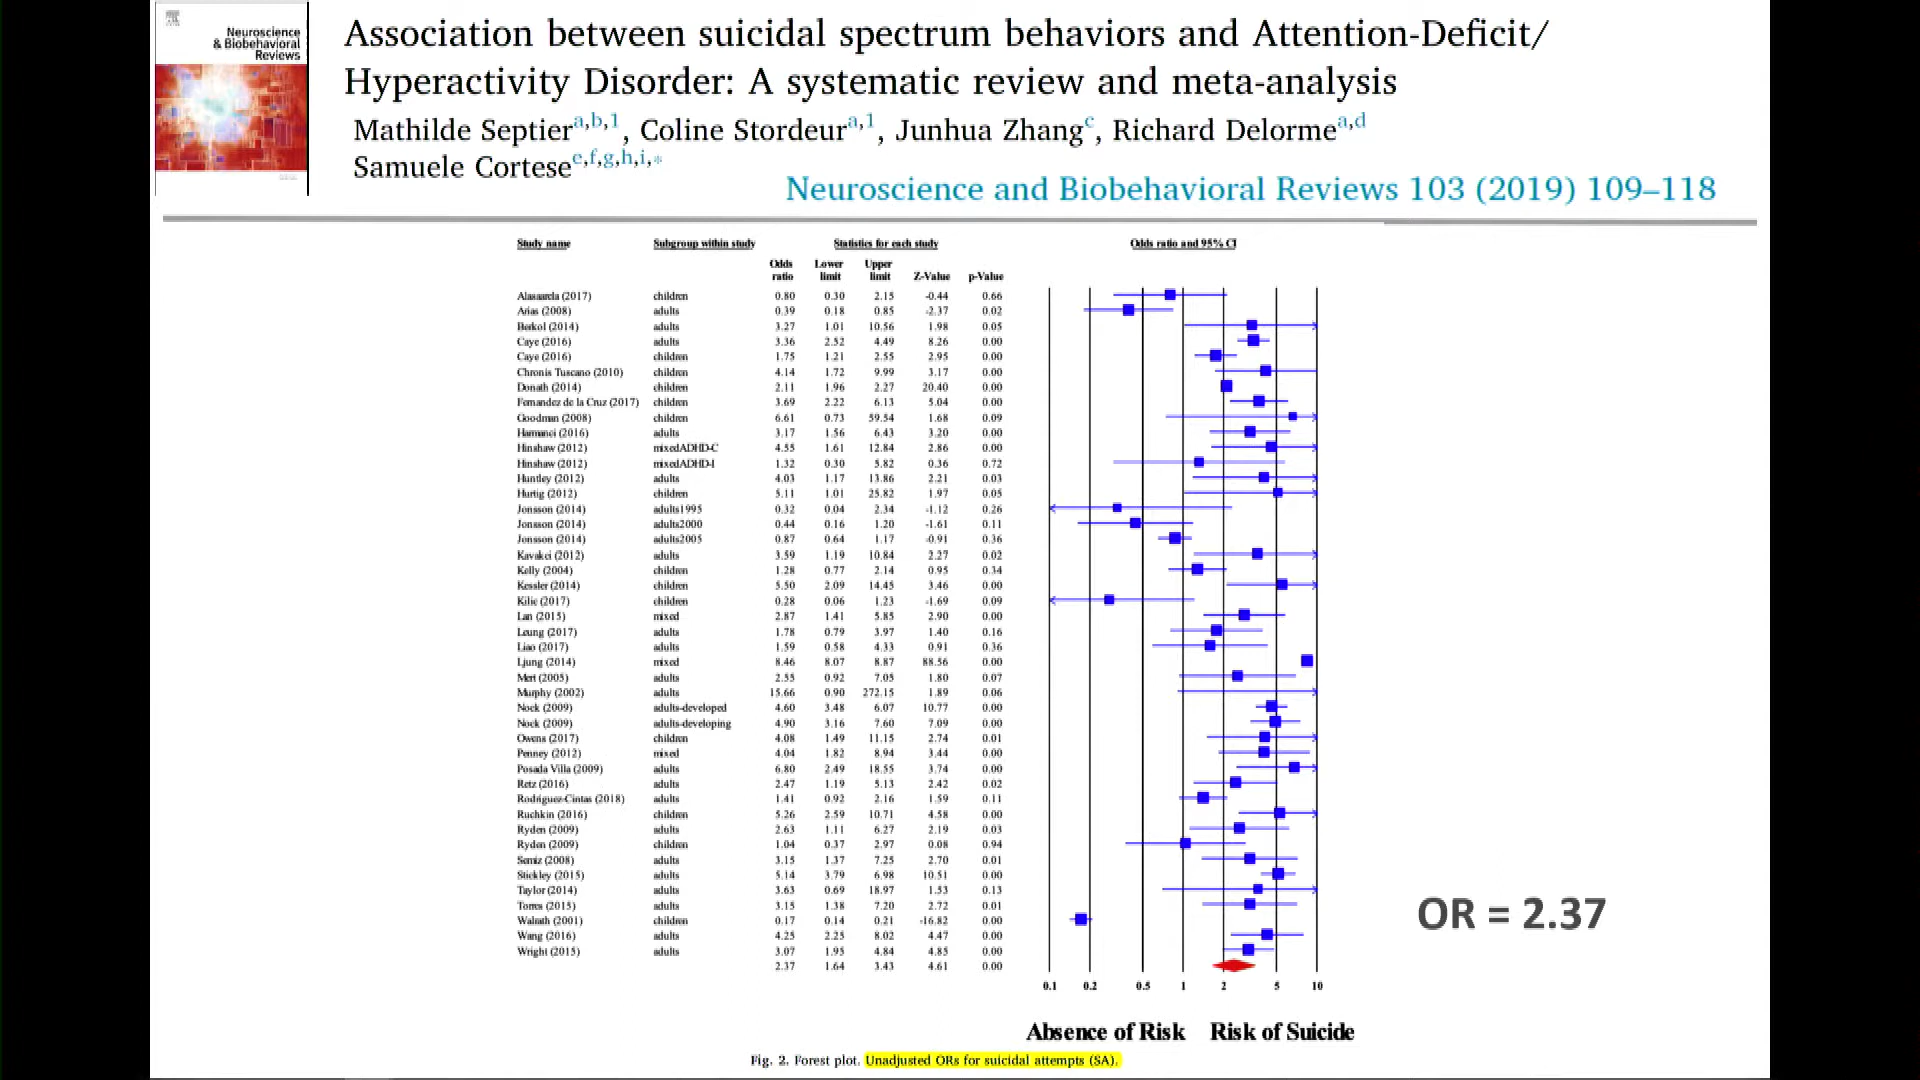 Neuroscience
& Biobehavioral
Reviews
Association between suicidal spectrum behaviors and Attention-Deficit/
Hyperactivity Disorder: A systematic review and meta-analysis
Mathilde Septier a,b,1, Coline Stordeur a,1, Junhua Zhang c, Richard Delorme a,d
Samuele Cortese e,f,g,h,i,*
Neuroscience and Biobehavioral Reviews 103 (2019) 109–118
Study name Subgroup within study Statistics for each study Odds ratio and 95% CI
Odds Lower Upper
ratio limit limit Z-Value p-Value
Alasaarela (2017) children 0.80 0.30 2.15 -0.44 0.66
Arias (2008) adults 0.39 0.18 0.85 -2.37 0.02
Berkol (2014) adults 3.27 1.01 10.56 1.98 0.05
Caye (2016) adults 3.36 2.52 4.49 8.26 0.00
Caye (2016) children 1.75 1.21 2.55 2.95 0.00
Chronis Tuscano (2010) children 4.14 1.72 9.99 3.17 0.00
Donath (2014) children 2.11 1.96 2.27 20.40 0.00
Fernandez de la Cruz (2017) children 3.69 2.22 6.13 5.04 0.00
Goodman (2008) children 6.61 0.73 59.54 1.68 0.09
Harmanci (2016) adults 3.17 1.56 6.43 3.20 0.00
Hinshaw (2012) mixedADHD-C 4.55 1.61 12.84 2.86 0.00
Hinshaw (2012) mixedADHD-I 1.32 0.30 5.82 0.36 0.72
Huntley (2012) adults 4.03 1.17 13.86 2.21 0.03
Hurtig (2012) children 5.11 1.01 25.82 1.97 0.05
Jonsson (2014) adults1995 0.32 0.04 2.34 -1.12 0.26
Jonsson (2014) adults2000 0.44 0.16 1.20 -1.61 0.11
Jonsson (2014) adults2005 0.87 0.64 1.17 -0.91 0.36
Kavakci (2012) adults 3.59 1.19 10.84 2.27 0.02
Kelly (2004) children 1.28 0.77 2.14 0.95 0.34
Kessler (2014) children 5.50 2.09 14.45 3.46 0.00
Kilic (2017) children 0.28 0.06 1.23 -1.69 0.09
Lan (2015) mixed 2.87 1.41 5.85 2.90 0.00
Leung (2017) adults 1.78 0.79 3.97 1.40 0.16
Liao (2017) adults 1.59 0.58 4.33 0.91 0.36
Ljung (2014) mixed 8.46 8.07 8.87 88.56 0.00
Meri (2005) adults 2.55 0.92 7.05 1.80 0.07
Murphy (2002) adults 15.66 0.90 272.15 1.89 0.06
Nock (2009) adults-developed 4.60 3.48 6.07 10.77 0.00
Nock (2009) adults-developing 4.90 3.16 7.60 7.09 0.00
Owens (2017) children 4.08 1.49 11.15 2.74 0.01
Penney (2012) mixed 4.04 1.82 8.94 3.44 0.00
Posada Villa (2009) adults 6.80 2.49 18.55 3.74 0.00
Retz (2016) adults 2.47 1.19 5.13 2.42 0.02
Rodriguez-Cintas (2018) adults 1.41 0.92 2.16 1.59 0.11
Ruchkin (2016) children 5.26 2.59 10.71 4.58 0.00
Ryden (2009) adults 2.63 1.11 6.27 2.19 0.03
Ryden (2009) children 1.04 0.37 2.97 0.08 0.94
Semiz (2008) adults 3.15 1.37 7.25 2.70 0.01
Stickley (2015) adults 5.14 3.79 6.98 10.51 0.00
Taylor (2014) adults 3.63 0.69 18.97 1.53 0.13
Torres (2015) adults 3.15 1.38 7.20 2.72 0.01
Walrath (2001) children 0.17 0.14 0.21 -16.82 0.00
Wang (2016) adults 4.25 2.25 8.02 4.47 0.00
Wright (2015) adults 3.07 1.95 4.84 4.85 0.00
2.37 1.64 3.43 4.61 0.00
OR = 2.37
0.1 0.2 0.5 1 2 5 10
Absence of Risk Risk of Suicide
Fig. 2. Forest plot. Unadjusted ORs for suicidal attempts (SA).